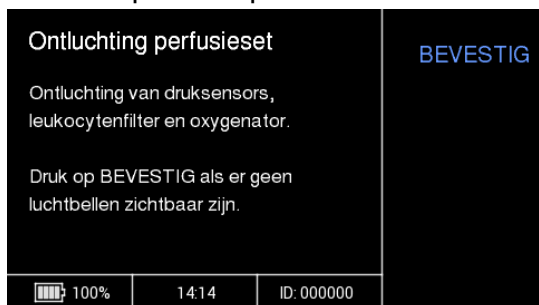 Ontluchting perfusieset
BEVESTIG
Ontluchting van druksensors,
leukocytenfilter en oxygenator.
Druk op BEVESTIG als er geen
luchtbellen zichtbaar zijn.
100%
14:14
ID: 000000